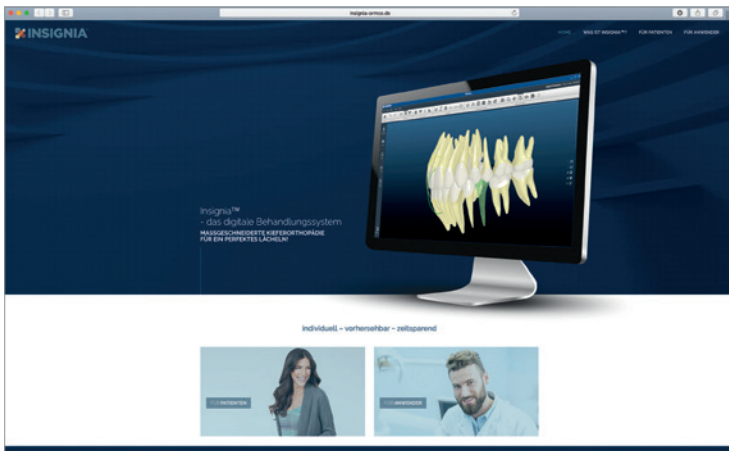 insignia-ormco.de
INSIGNIA
HOME
WAS IST INSIGNIA™?
FÜR PATIENTEN
FÜR ANWENDER
Insignia™
- das digitale Behandlungssystem
MASSGESCHNEIDERTE KIEFERORTHOPÄDIE
FÜR EIN PERFEKTES LÄCHELN!
individuell – vorhersehbar – zeitsparend
FÜR PATIENTEN
FÜR ANWENDER